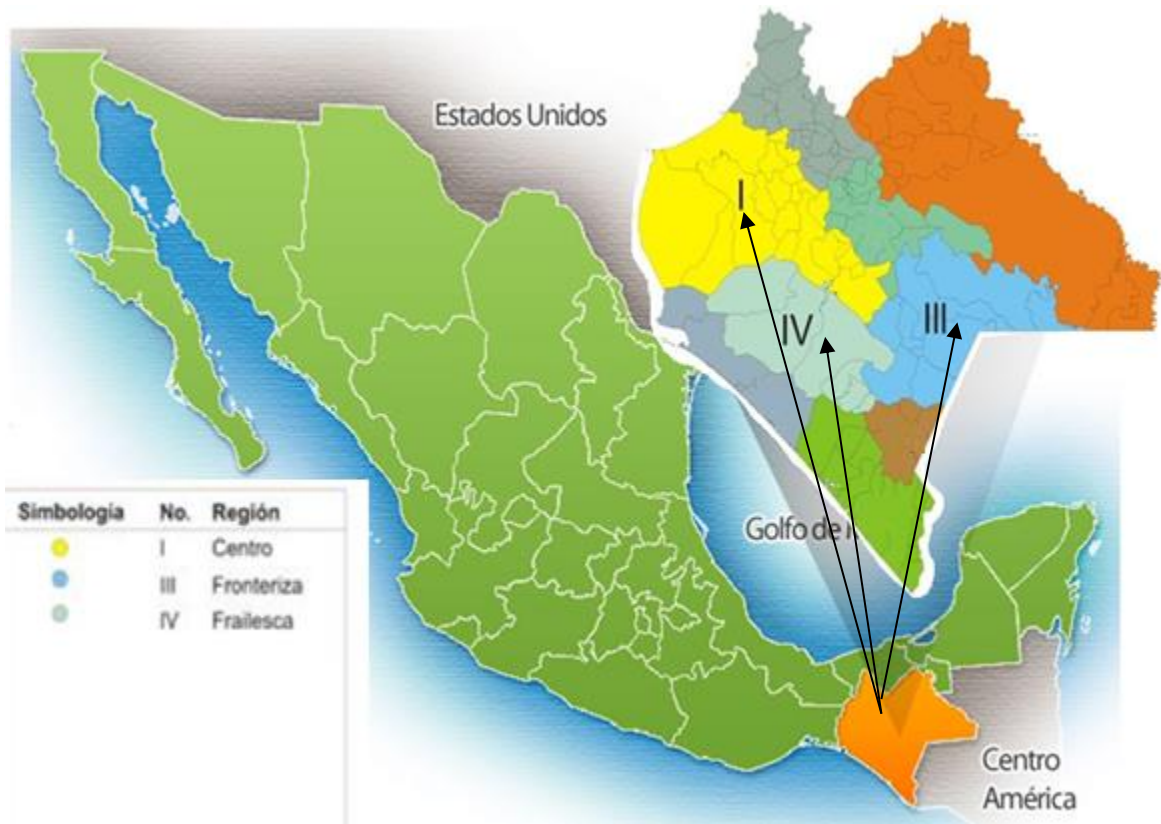 Estados Unidos
I
IV
III
Golfo de
Simbología No. Región
I Centro
III Fronteriza
IV Frailesca
Centro
América